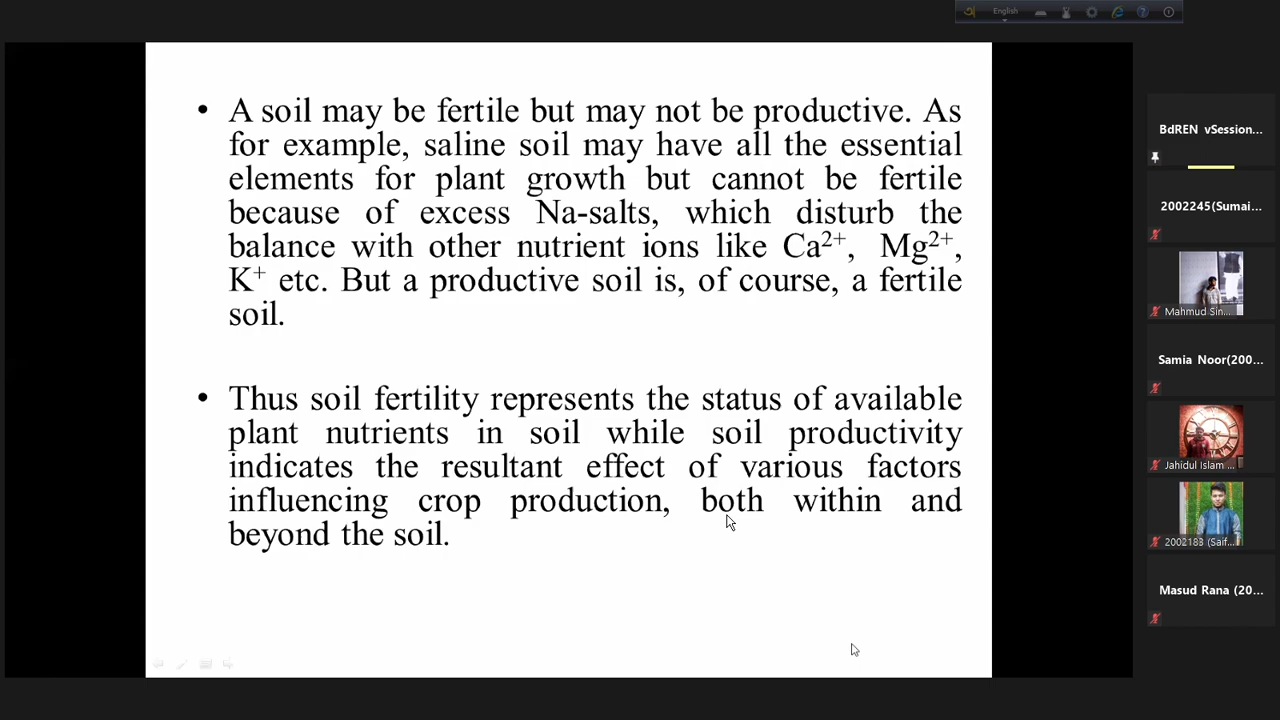 English
• A soil may be fertile but may not be productive. As
for example, saline soil may have all the essential
elements for plant growth but cannot be fertile
because of excess Na-salts, which disturb the
balance with other nutrient ions like Ca²⁺, Mg²⁺,
K⁺ etc. But a productive soil is, of course, a fertile
soil.
• Thus soil fertility represents the status of available
plant nutrients in soil while soil productivity
indicates the resultant effect of various factors
influencing crop production, both within and
beyond the soil.
BdREN vSession...
2002245(Sumai...
Mahmud Sin...
Samia Noor(200...
Jahidul Islam ...
2002183 (Saif...
Masud Rana (20...